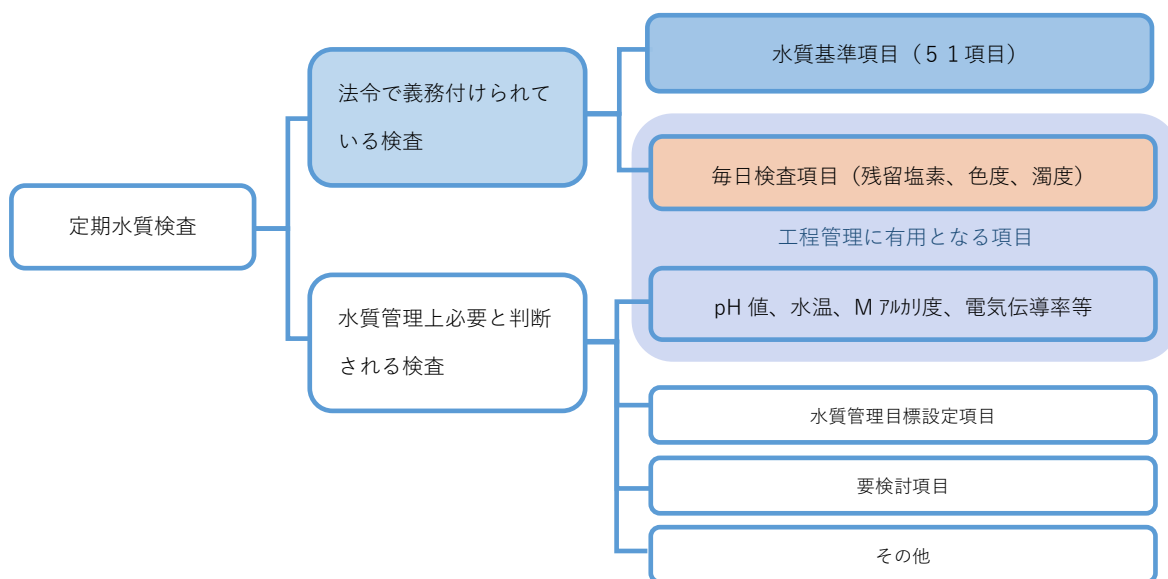 定期水質検査
法令で義務付けられて
いる検査
水質基準項目（５１項目）
毎日検査項目（残留塩素、色度、濁度）
工程管理に有用となる項目
水質管理上必要と判断
される検査
pH 値、水温、M ｱﾙｶﾘ度、電気伝導率等
水質管理目標設定項目
要検討項目
その他